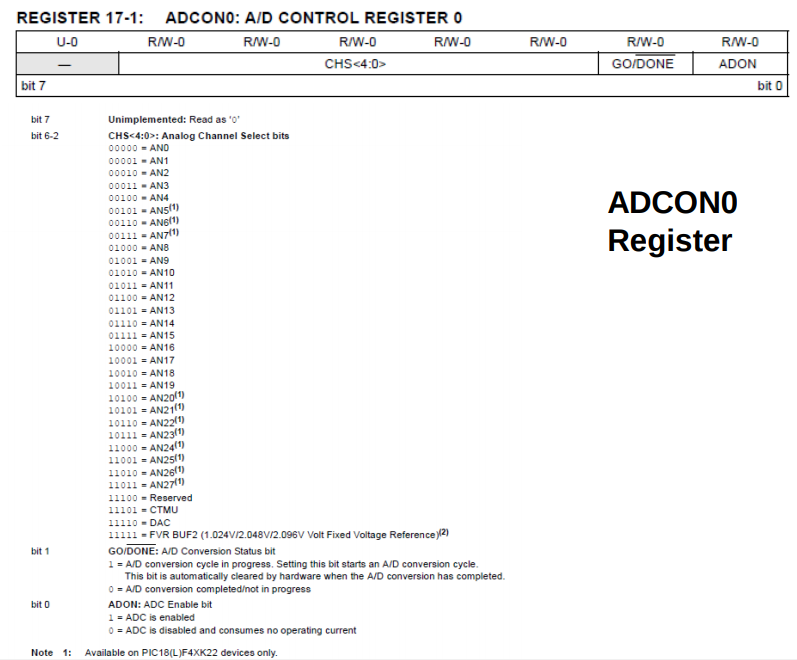 REGISTER 17-1: ADCON0: A/D CONTROL REGISTER 0
U-0 R/W-0 R/W-0 R/W-0 R/W-0 R/W-0 R/W-0 R/W-0
— CHS<4:0> GO/DONE ADON
bit 7 bit 0
bit 7 Unimplemented: Read as '0'
bit 6-2 CHS<4:0>: Analog Channel Select bits
00000 = AN0
00001 = AN1
00010 = AN2
00011 = AN3
00100 = AN4
00101 = AN5(1)
00110 = AN6(1)
00111 = AN7(1)
01000 = AN8
01001 = AN9
01010 = AN10
01011 = AN11
01100 = AN12
01101 = AN13
01110 = AN14
01111 = AN15
10000 = AN16
10001 = AN17
10010 = AN18
10011 = AN19
10100 = AN20(1)
10101 = AN21(1)
10110 = AN22(1)
10111 = AN23(1)
11000 = AN24(1)
11001 = AN25(1)
11010 = AN26(1)
11011 = AN27(1)
11100 = Reserved
11101 = CTMU
11110 = DAC
11111 = FVR BUF2 (1.024V/2.048V/2.096V Volt Fixed Voltage Reference)(2)
bit 1 GO/DONE: A/D Conversion Status bit
1 = A/D conversion cycle in progress. Setting this bit starts an A/D conversion cycle.
This bit is automatically cleared by hardware when the A/D conversion has completed.
0 = A/D conversion completed/not in progress
bit 0 ADON: ADC Enable bit
1 = ADC is enabled
0 = ADC is disabled and consumes no operating current
Note 1: Available on PIC18(L)F4XK22 devices only.
ADCON0
Register